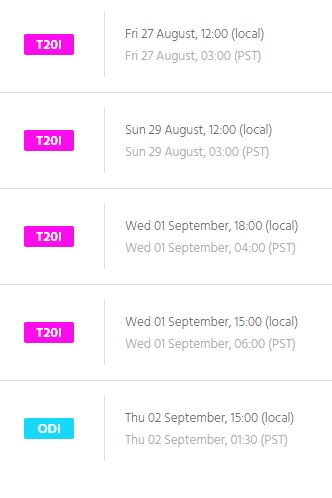 T20I
Fri 27 August, 12:00 (local)
Fri 27 August, 03:00 (PST)
T20I
Sun 29 August, 12:00 (local)
Sun 29 August, 03:00 (PST)
T20I
Wed 01 September, 18:00 (local)
Wed 01 September, 04:00 (PST)
T20I
Wed 01 September, 15:00 (local)
Wed 01 September, 06:00 (PST)
ODI
Thu 02 September, 15:00 (local)
Thu 02 September, 01:30 (PST)